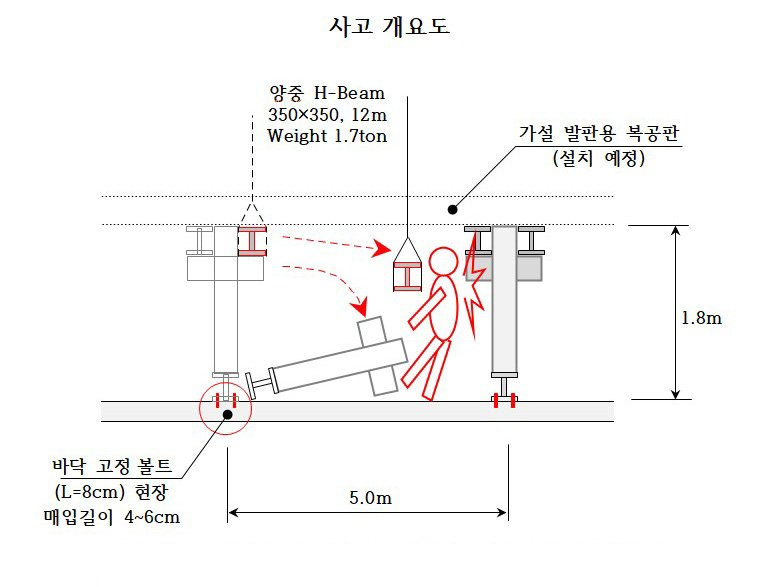 사고 개요도
양중 H-Beam
350×350, 12m
Weight 1.7ton
가설 발판용 복공판
(설치 예정)
1.8m
바닥 고정 볼트
(L=8cm) 현장
매입길이 4~6cm
5.0m